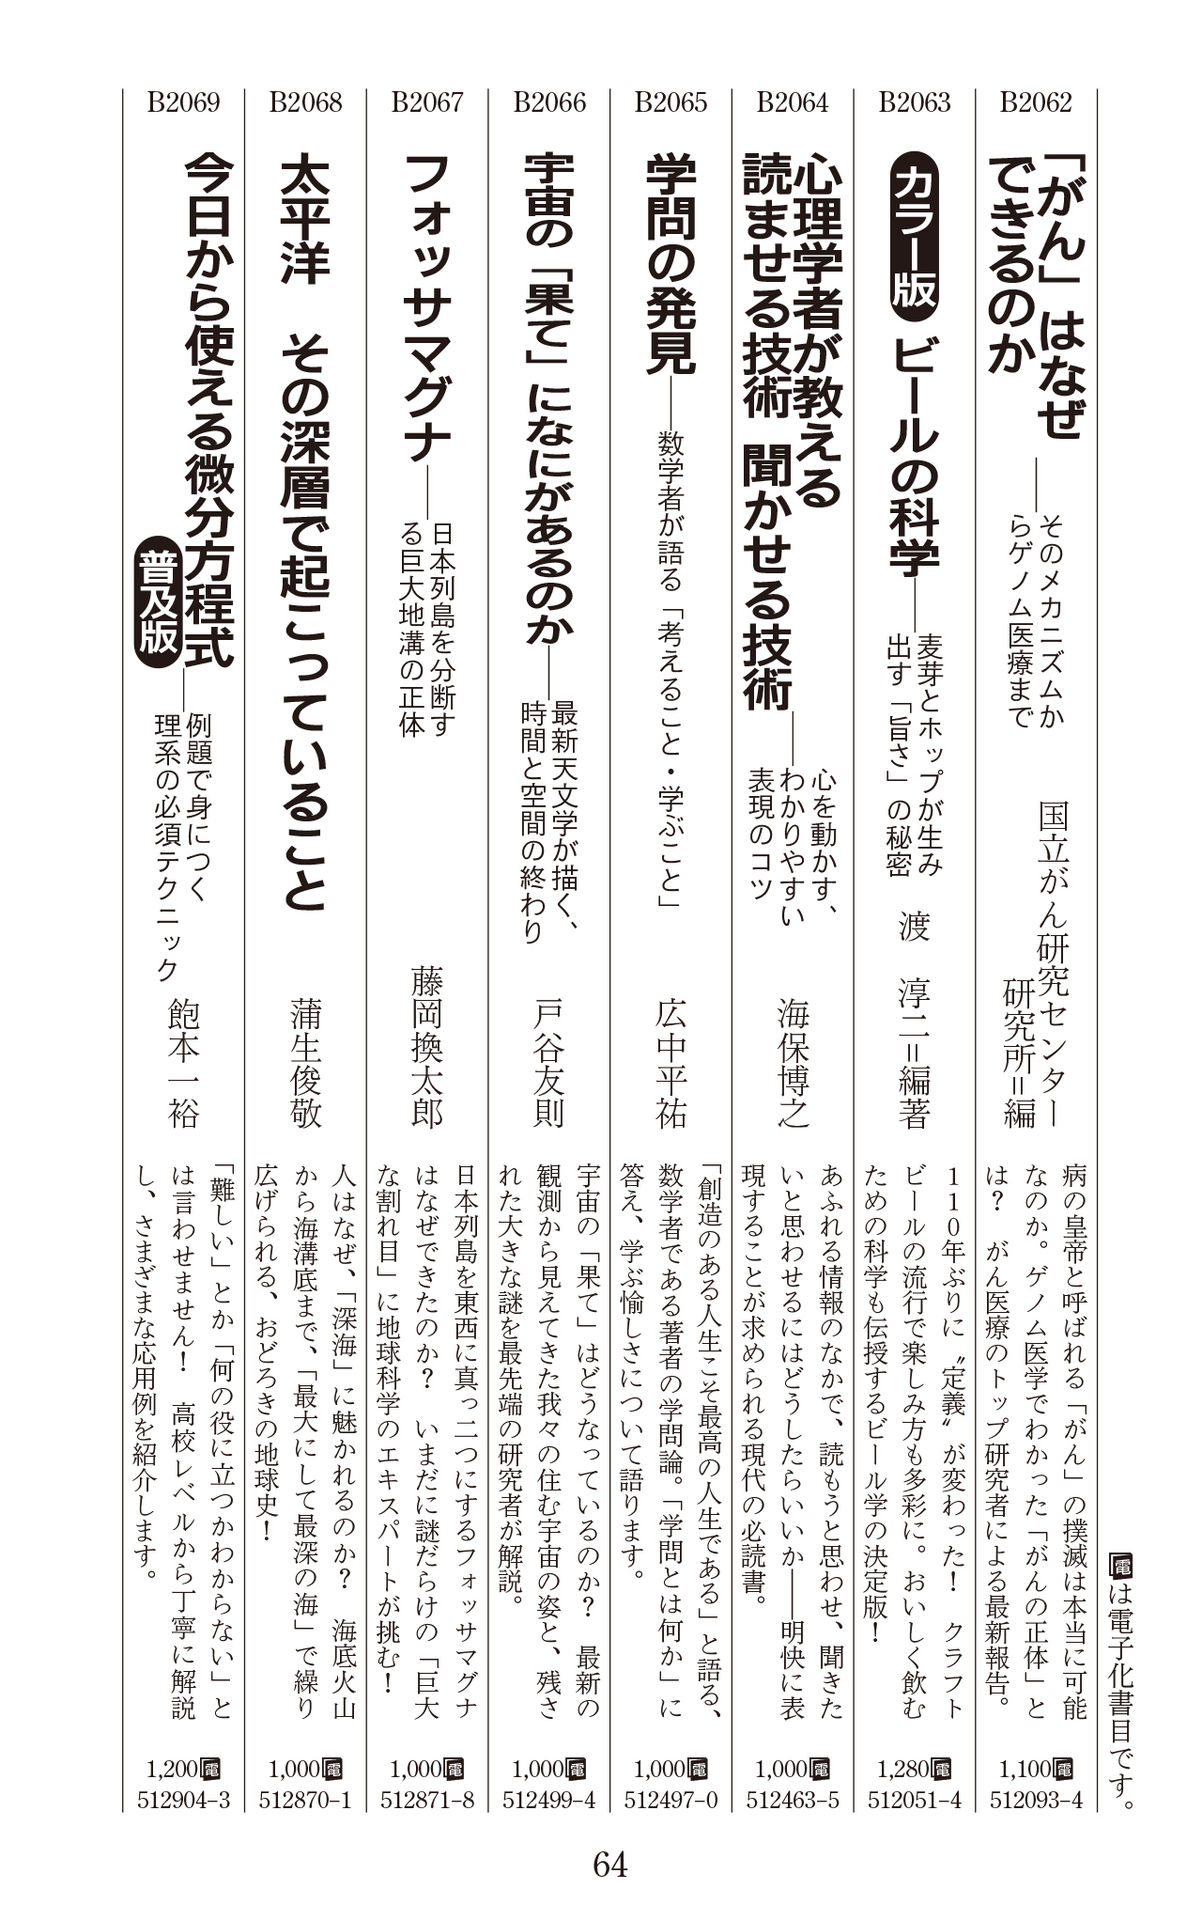 電は電子化書目です。
B2062
「がん」はなぜ
できるのか
――そのメカニズムか
らゲノム医療まで
国立がん研究センター
研究所=編
病の皇帝と呼ばれる「がん」の撲滅は本当に可能
なのか。ゲノム医学でわかった「がんの正体」と
は？　がん医療のトップ研究者による最新報告。
1,100電
512093-4
B2063
カラー版 ビールの科学
――麦芽とホップが生み
出す「旨さ」の秘密
渡　淳二=編著
110年ぶりに〝定義〟が変わった！　クラフト
ビールの流行で楽しみ方も多彩に。おいしく飲む
ための科学も伝授するビール学の決定版！
1,280電
512051-4
B2064
心理学者が教える
読ませる技術 聞かせる技術
――心を動かす、
わかりやすい
表現のコツ
海保博之
あふれる情報のなかで、読もうと思わせ、聞きた
いと思わせるにはどうしたらいいか――明快に表
現することが求められる現代の必読書。
1,000電
512463-5
B2065
学問の発見――数学者が語る「考えること・学ぶこと」
広中平祐
「創造のある人生こそ最高の人生である」と語る、
数学者である著者の学問論。「学問とは何か」に
答え、学ぶ愉しさについて語ります。
1,000電
512497-0
B2066
宇宙の「果て」になにがあるのか
――最新天文学が描く、
時間と空間の終わり
戸谷友則
宇宙の「果て」はどうなっているのか？　最新の
観測から見えてきた我々の住む宇宙の姿と、残さ
れた大きな謎を最先端の研究者が解説。
1,000電
512499-4
B2067
フォッサマグナ
――日本列島を分断す
る巨大地溝の正体
藤岡換太郎
日本列島を東西に真っ二つにするフォッサマグナ
はなぜできたのか？　いまだに謎だらけの「巨大
な割れ目」に地球科学のエキスパートが挑む！
1,000電
512871-8
B2068
太平洋　その深層で起こっていること
蒲生俊敬
人はなぜ、「深海」に魅かれるのか？　海底火山
から海溝底まで、「最大にして最深の海」で繰り
広げられる、おどろきの地球史！
1,000電
512870-1
B2069
今日から使える微分方程式
普及版
――例題で身につく
理系の必須テクニック
飽本一裕
「難しい」とか「何の役に立つかわからない」と
は言わせません！　高校レベルから丁寧に解説
し、さまざまな応用例を紹介します。
1,200電
512904-3
64